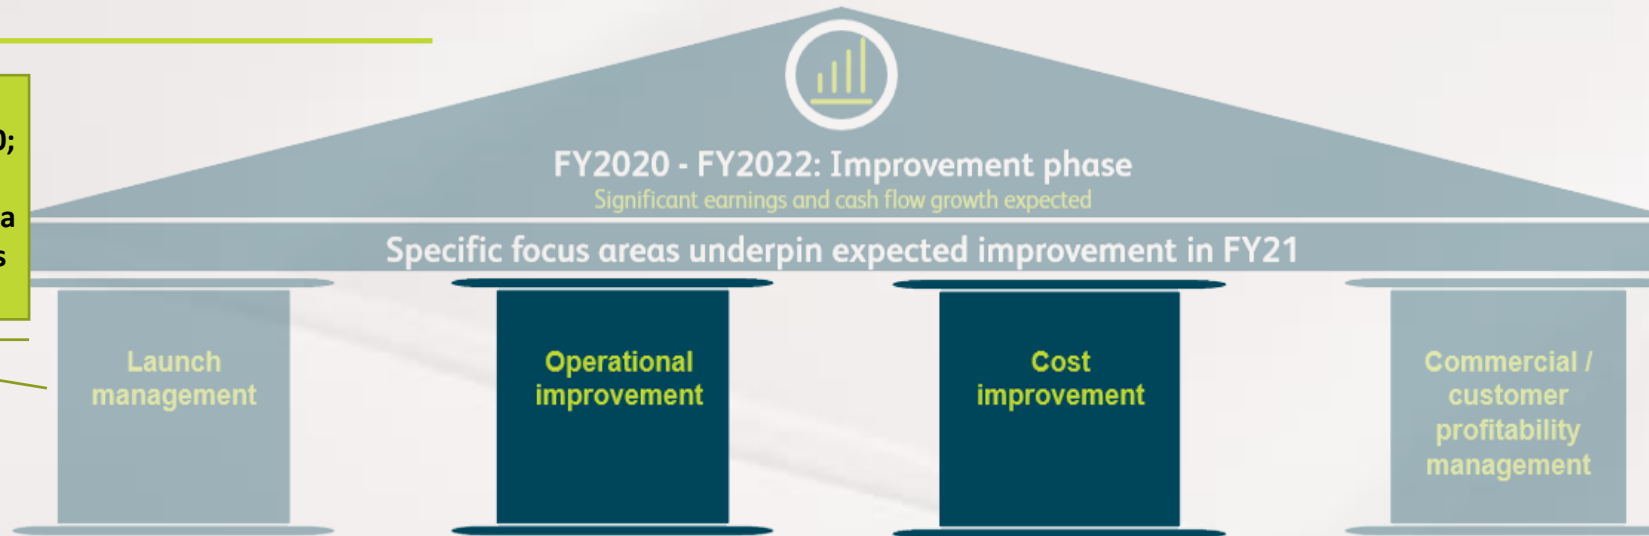 0;
a
s
FY2020 - FY2022: Improvement phase
Significant earnings and cash flow growth expected
Specific focus areas underpin expected improvement in FY21
Launch
management
Operational
improvement
Cost
improvement
Commercial /
customer
profitability
management